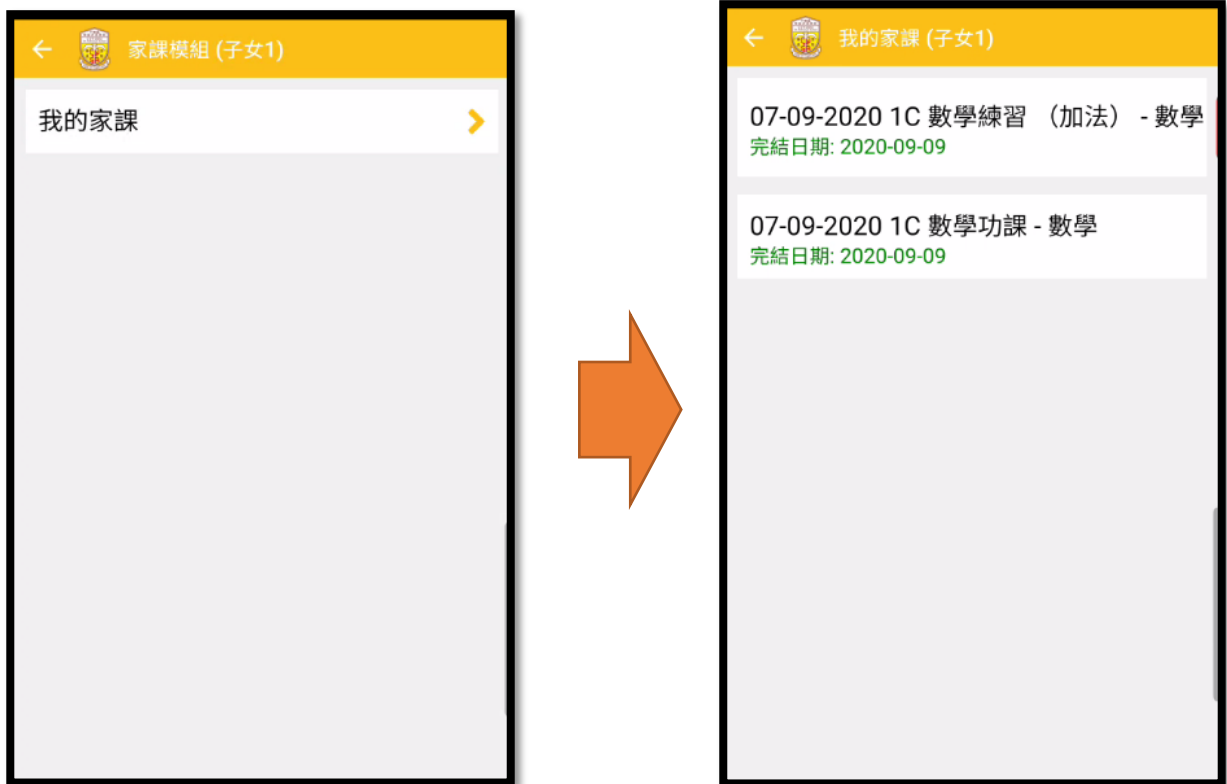 家課模組 (子女1)
我的家課
我的家課 (子女1)
07-09-2020 1C 數學練習 （加法） - 數學
完結日期: 2020-09-09
07-09-2020 1C 數學功課 - 數學
完結日期: 2020-09-09